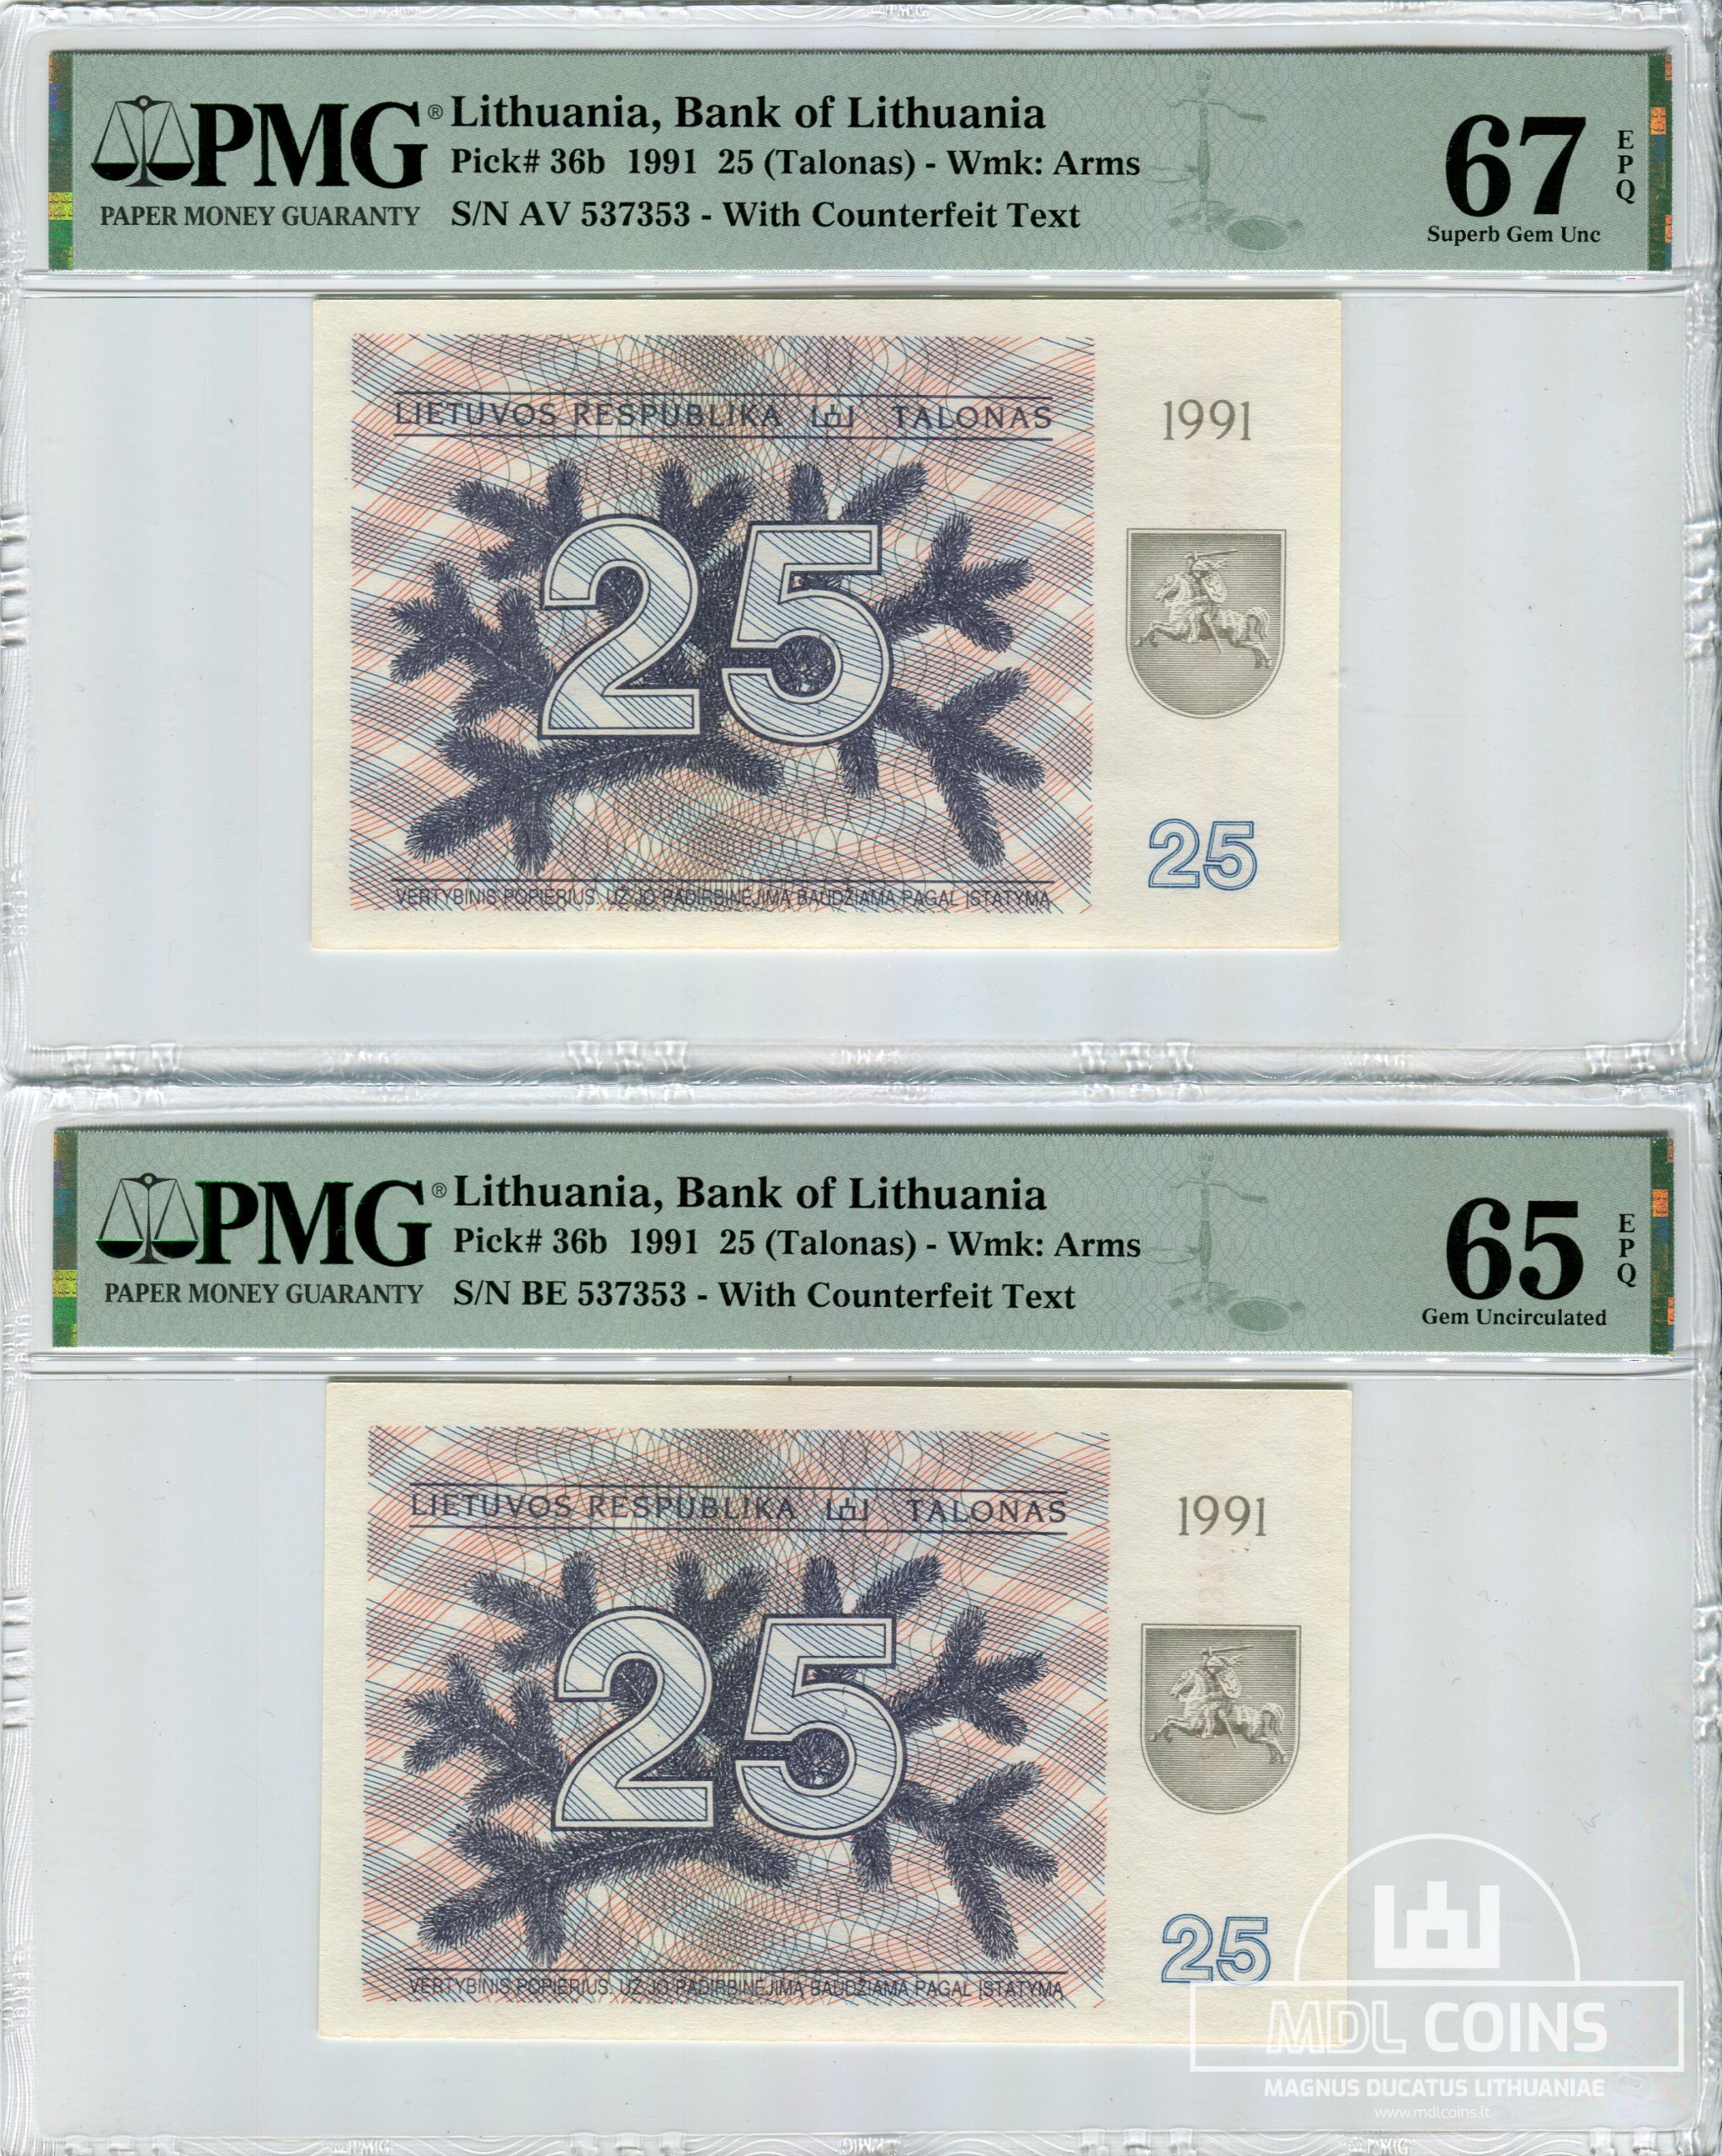 PMG® Lithuania, Bank of Lithuania
Pick# 36b 1991 25 (Talonas) - Wmk: Arms
PAPER MONEY GUARANTY S/N AV 537353 - With Counterfeit Text
67 EPQ
Superb Gem Unc
LIETUVOS RESPUBLIKA TALONAS
1991
25
25
VERTYBINIS POPIERIUS. UŽ JO PADIRBINĖJIMĄ BAUDŽIAMA PAGAL ĮSTATYMĄ
PMG® Lithuania, Bank of Lithuania
Pick# 36b 1991 25 (Talonas) - Wmk: Arms
PAPER MONEY GUARANTY S/N BE 537353 - With Counterfeit Text
65 EPQ
Gem Uncirculated
LIETUVOS RESPUBLIKA TALONAS
1991
25
25
VERTYBINIS POPIERIUS. UŽ JO PADIRBINĖJIMĄ BAUDŽIAMA PAGAL ĮSTATYMĄ
MDL COINS
MAGNUS DUCATUS LITHUANIAE
www.mdlcoins.lt